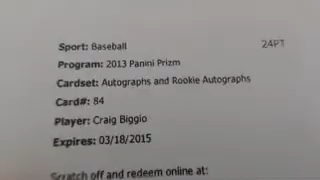 Sport: Baseball 24PT
Program: 2013 Panini Prizm
Cardset: Autographs and Rookie Autographs
Card#: 84
Player: Craig Biggio
Expires: 03/18/2015
Scratch off and redeem online at: